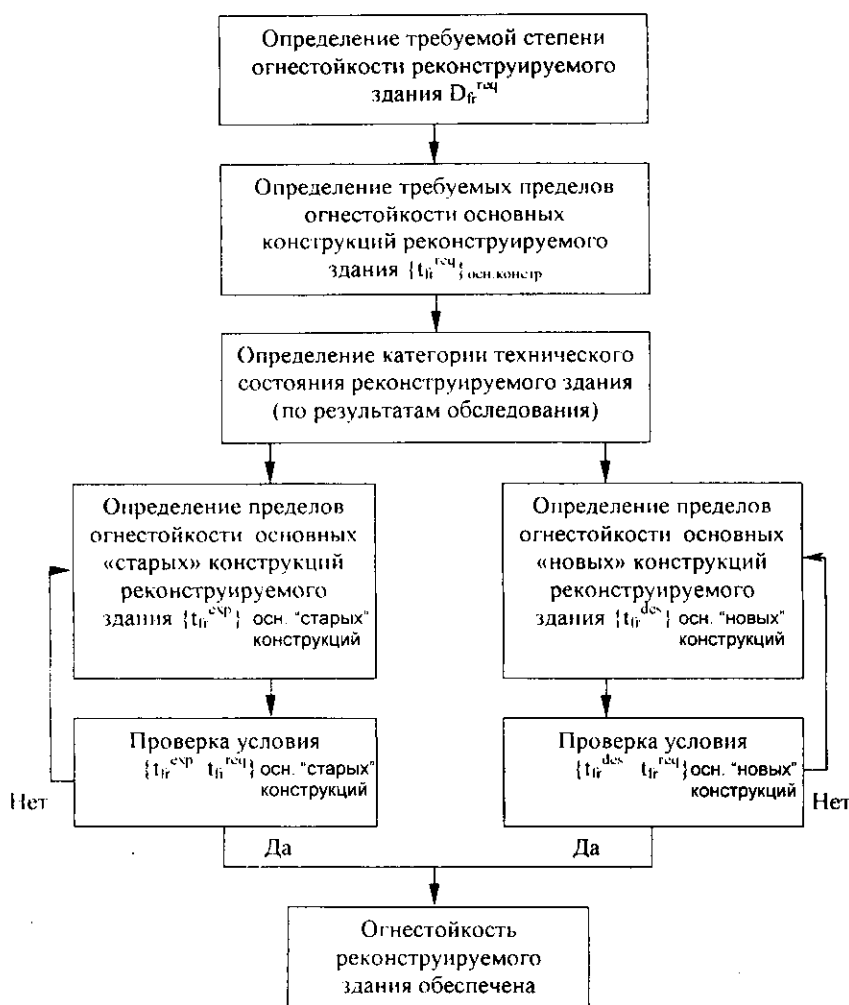 Определение требуемой степени
огнестойкости реконструируемого
здания D_fr^req
Определение требуемых пределов
огнестойкости основных
конструкций реконструируемого
здания {t_fr^req}осн.констр
Определение категории технического
состояния реконструируемого здания
(по результатам обследования)
Определение пределов
огнестойкости основных
«старых» конструкций
реконструируемого
здания {t_fr^exp} осн. "старых"
конструкций
Определение пределов
огнестойкости основных
«новых» конструкций
реконструируемого
здания {t_fr^des} осн. "новых"
конструкций
Проверка условия
{t_fr^exp t_fr^req} осн. "старых"
конструкций
Нет
Проверка условия
{t_fr^des t_fr^req} осн. "новых"
конструкций
Нет
Да
Да
Огнестойкость
реконструируемого
здания обеспечена